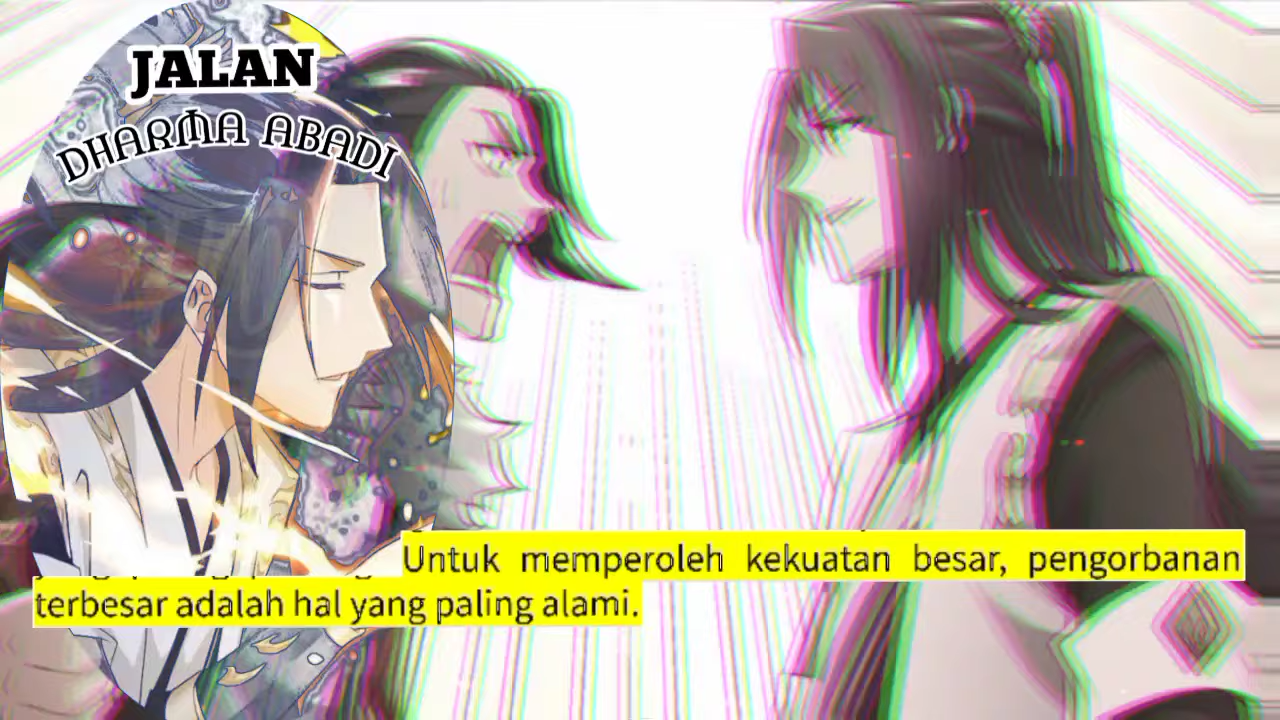 JALAN
DHARMA ABADI
Untuk memperoleh kekuatan besar, pengorbanan
terbesar adalah hal yang paling alami.